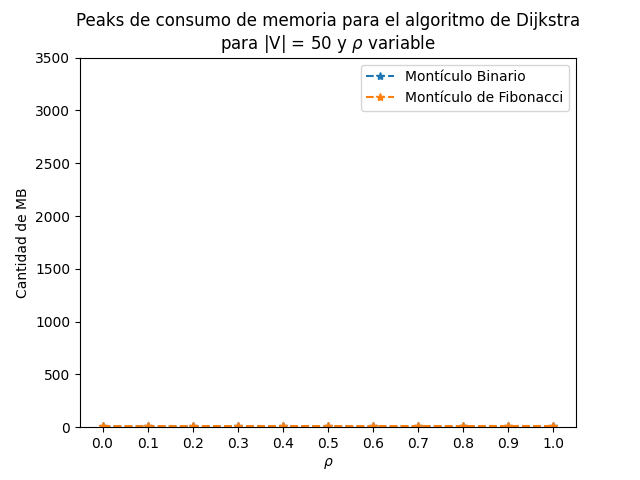 Peaks de consumo de memoria para el algoritmo de Dijkstra
para |V| = 50 y ρ variable
Montículo Binario
Montículo de Fibonacci
Cantidad de MB
3500
3000
2500
2000
1500
1000
500
0
0.0 0.1 0.2 0.3 0.4 0.5 0.6 0.7 0.8 0.9 1.0
ρ